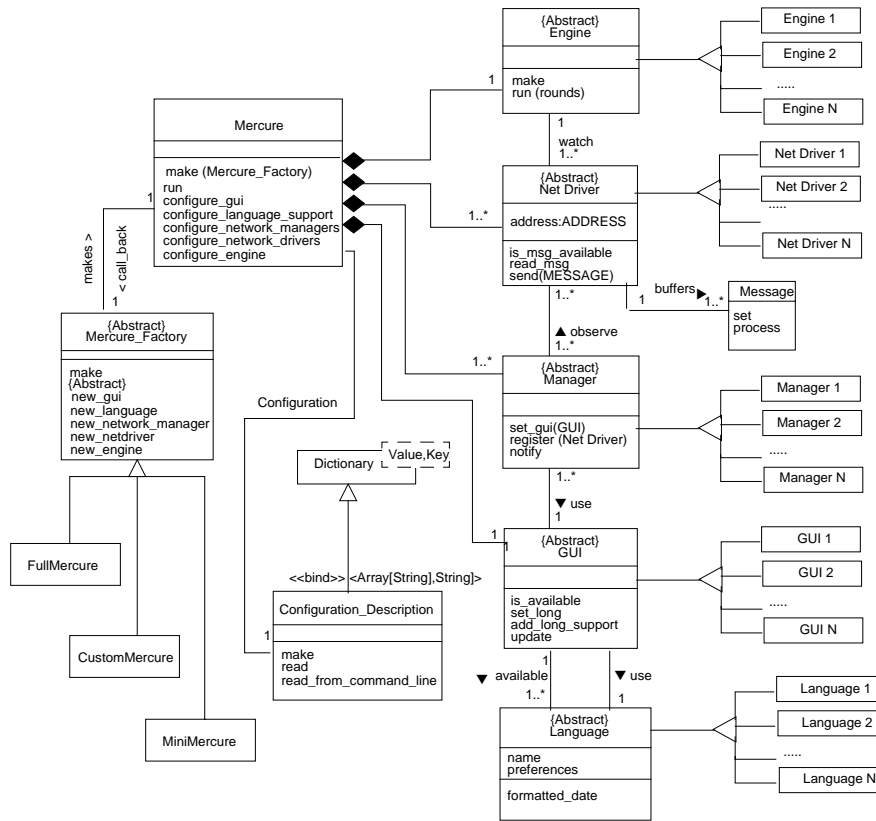 {Abstract}
Engine
make
run (rounds)
Engine 1
Engine 2
.....
Engine N
1
1
watch
1..*
Mercure
make (Mercure_Factory)
run
configure_gui
configure_language_support
configure_network_managers
configure_network_drivers
configure_engine
1
makes >
< call_back
1
{Abstract}
Net Driver
address:ADDRESS
is_msg_available
read_msg
send(MESSAGE)
1..*
Net Driver 1
Net Driver 2
.....
Net Driver N
1..*
1
buffers
1..*
Message
set
process
▲ observe
1..*
{Abstract}
Mercure_Factory
make
{Abstract}
new_gui
new_language
new_network_manager
new_netdriver
new_engine
FullMercure
CustomMercure
MiniMercure
Configuration
1..*
{Abstract}
Manager
set_gui(GUI)
register (Net Driver)
notify
Manager 1
Manager 2
.....
Manager N
1..*
▼ use
1
Dictionary
Value,Key
<<bind>> <Array[String],String]>
Configuration_Description
make
read
read_from_command_line
1
1
1
{Abstract}
GUI
is_available
set_long
add_long_support
update
GUI 1
GUI 2
.....
GUI N
▼ available
1
1..*
▼ use
1
{Abstract}
Language
name
preferences
formatted_date
Language 1
Language 2
.....
Language N